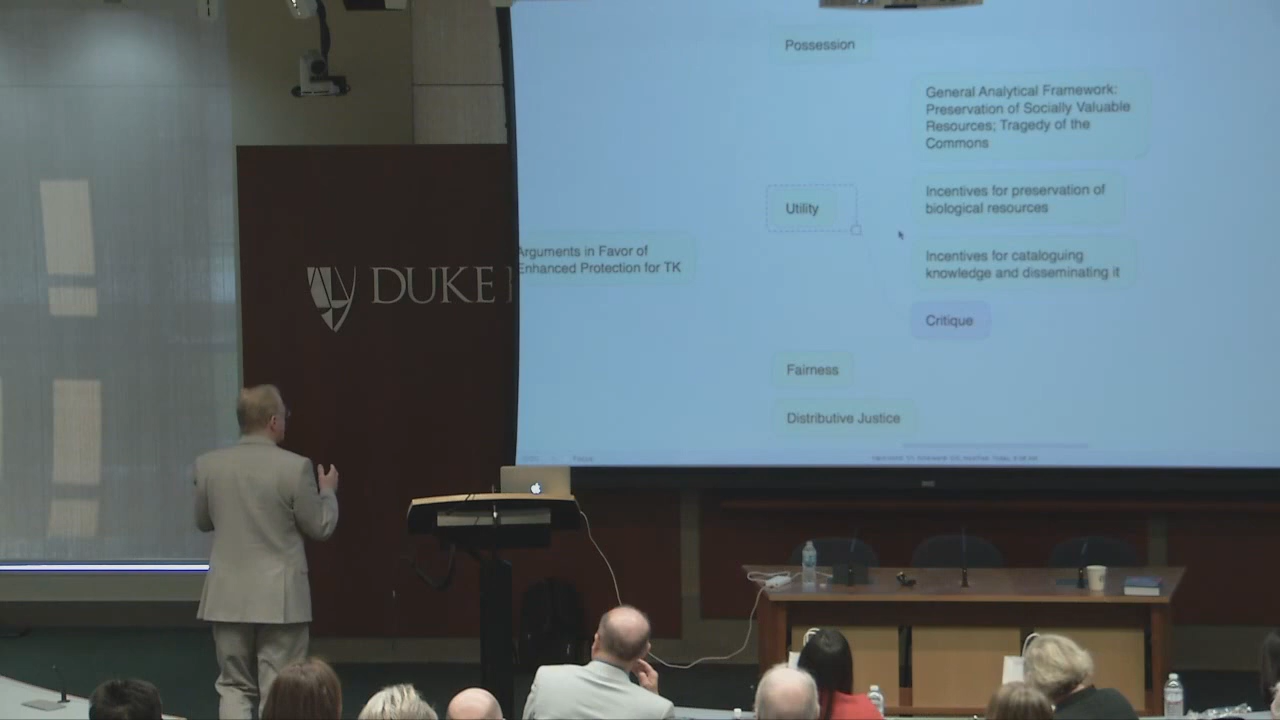 Possession
General Analytical Framework:
Preservation of Socially Valuable
Resources; Tragedy of the
Commons
Incentives for preservation of
biological resources
Utility
Arguments in Favor of
Enhanced Protection for TK
Incentives for cataloguing
knowledge and disseminating it
Critique
Fairness
Distributive Justice
DUKE